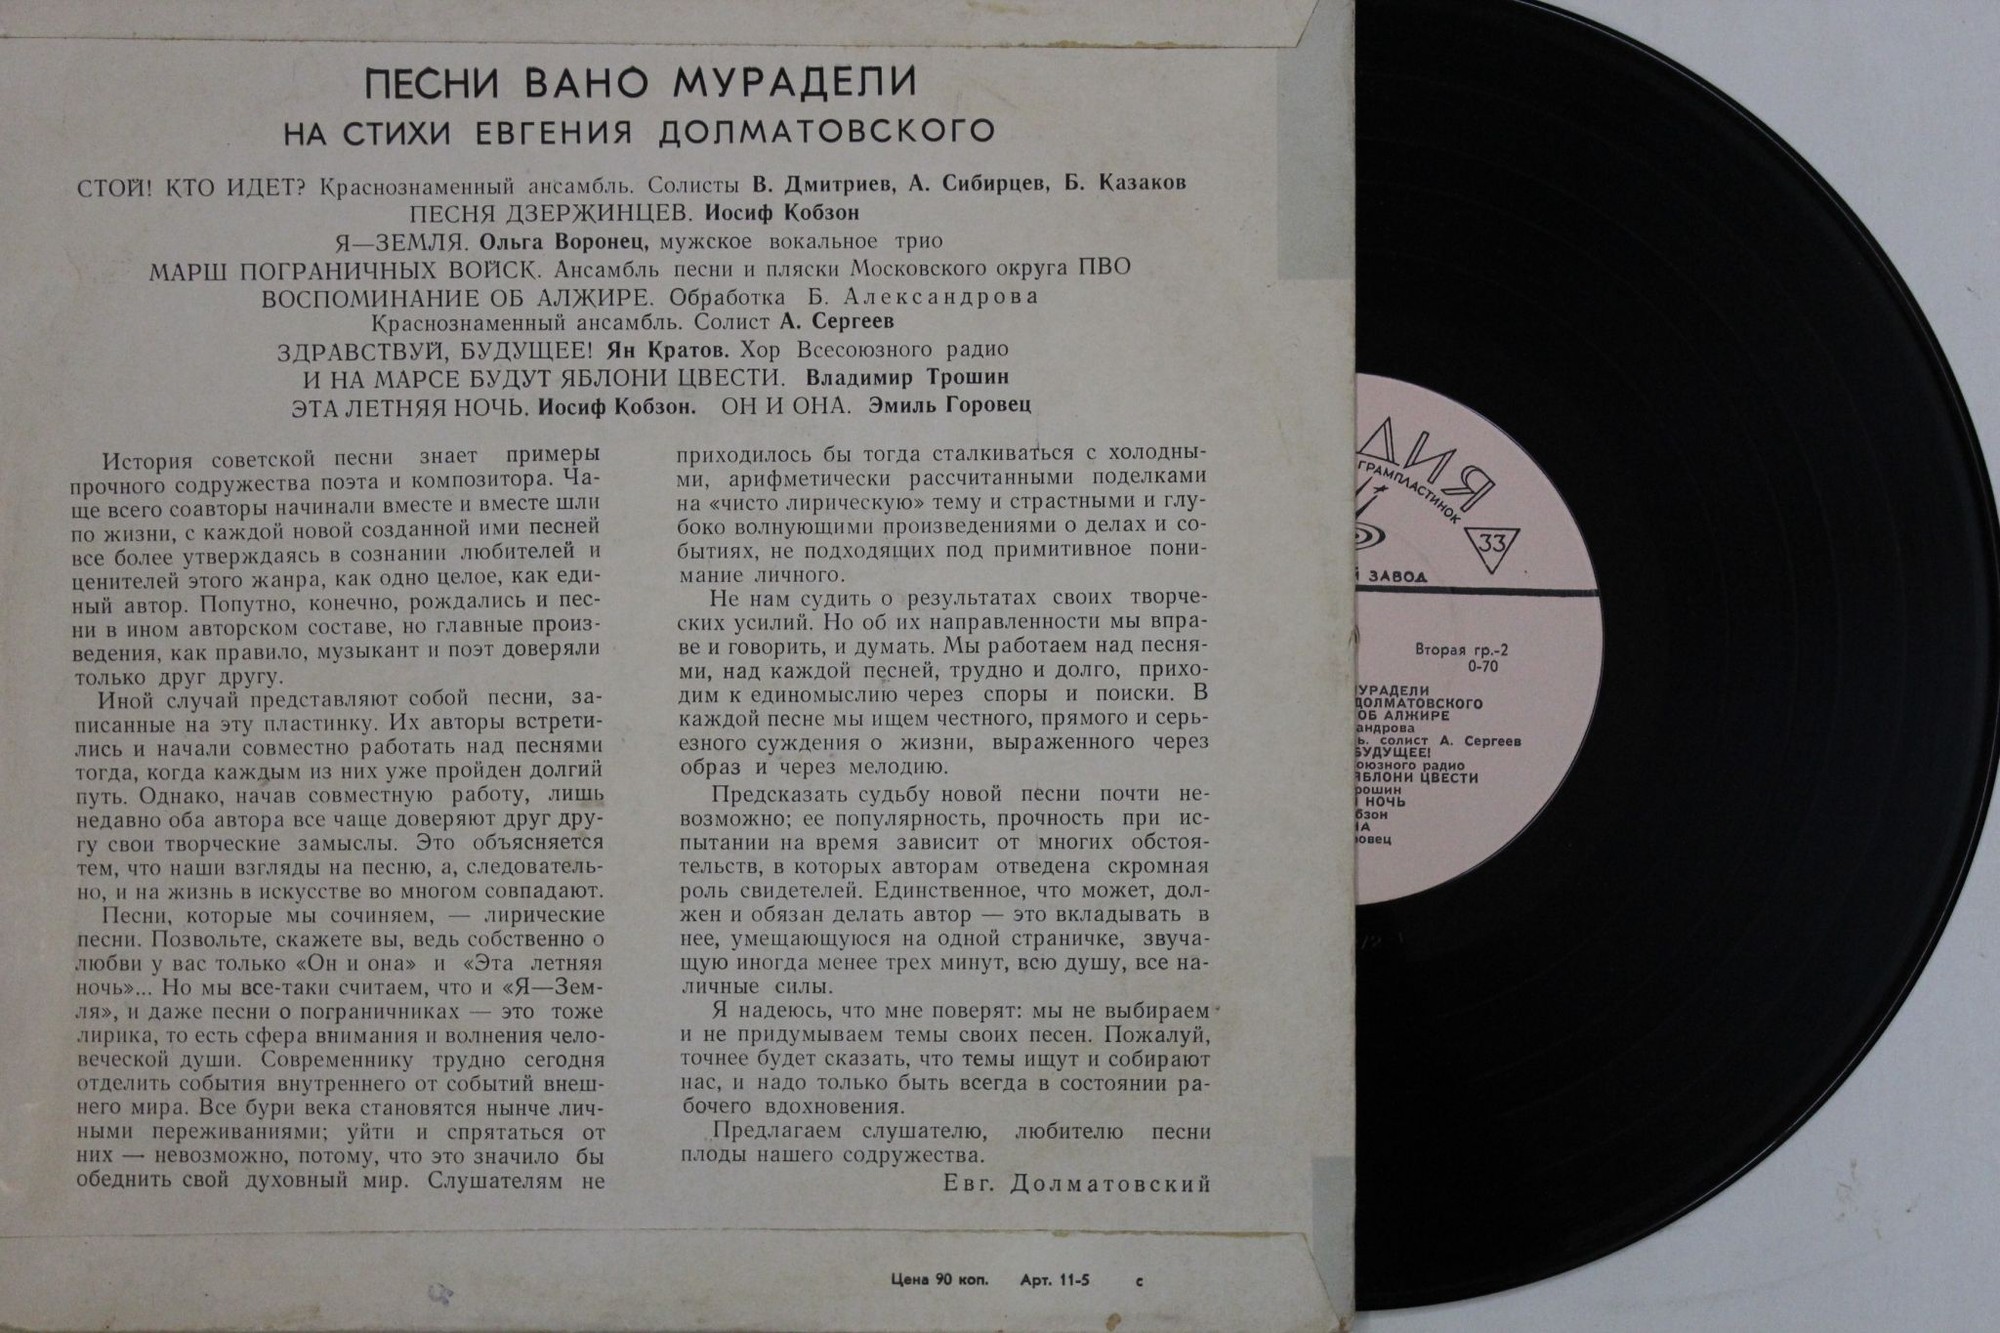 ПЕСНИ ВАНО МУРАДЕЛИ
НА СТИХИ ЕВГЕНИЯ ДОЛМАТОВСКОГО
СТОЙ! КТО ИДЕТ? Краснознаменный ансамбль. Солисты В. Дмитриев, А. Сибирцев, Б. Казаков
ПЕСНЯ ДЗЕРЖИНЦЕВ. Иосиф Кобзон
Я—ЗЕМЛЯ. Ольга Воронец, мужское вокальное трио
МАРШ ПОГРАНИЧНЫХ ВОЙСК. Ансамбль песни и пляски Московского округа ПВО
ВОСПОМИНАНИЕ ОБ АЛЖИРЕ. Обработка Б. Александрова
Краснознаменный ансамбль. Солист А. Сергеев
ЗДРАВСТВУЙ, БУДУЩЕЕ! Ян Кратов. Хор Всесоюзного радио
И НА МАРСЕ БУДУТ ЯБЛОНИ ЦВЕСТИ. Владимир Трошин
ЭТА ЛЕТНЯЯ НОЧЬ. Иосиф Кобзон. ОН И ОНА. Эмиль Горовец
История советской песни знает примеры
прочного содружества поэта и композитора. Ча-
ще всего соавторы начинали вместе и вместе шли
по жизни, с каждой новой созданной ими песней
все более утверждаясь в сознании любителей и
ценителей этого жанра, как одно целое, как еди-
ный автор. Попутно, конечно, рождались и пес-
ни в ином авторском составе, но главные произ-
ведения, как правило, музыкант и поэт доверяли
только друг другу.
Иной случай представляют собой песни, за-
писанные на эту пластинку. Их авторы встрети-
лись и начали совместно работать над песнями
тогда, когда каждым из них уже пройден долгий
путь. Однако, начав совместную работу, лишь
недавно оба автора все чаще доверяют друг дру-
гу свои творческие замыслы. Это объясняется
тем, что наши взгляды на песню, а, следователь-
но, и на жизнь в искусстве во многом совпадают.
Песни, которые мы сочиняем, — лирические
песни. Позвольте, скажете вы, ведь собственно о
любви у вас только «Он и она» и «Эта летняя
ночь»... Но мы все-таки считаем, что и «Я—Зем-
ля», и даже песни о пограничниках — это тоже
лирика, то есть сфера внимания и волнения чело-
веческой души. Современнику трудно сегодня
отделить события внутреннего от событий внеш-
него мира. Все бури века становятся нынче лич-
ными переживаниями; уйти и спрятаться от
них — невозможно, потому, что это значило бы
обеднить свой духовный мир. Слушателям не
приходилось бы тогда сталкиваться с холодны-
ми, арифметически рассчитанными поделками
на «чисто лирическую» тему и страстными и глу-
боко волнующими произведениями о делах и со-
бытиях, не подходящих под примитивное пони-
мание личного.
Не нам судить о результатах своих творче-
ских усилий. Но об их направленности мы впра-
ве и говорить, и думать. Мы работаем над песня-
ми, над каждой песней, трудно и долго, прихо-
дим к единомыслию через споры и поиски. В
каждой песне мы ищем честного, прямого и серь-
езного суждения о жизни, выраженного через
образ и через мелодию.
Предсказать судьбу новой песни почти не-
возможно; ее популярность, прочность при ис-
пытании на время зависит от многих обстоя-
тельств, в которых авторам отведена скромная
роль свидетелей. Единственное, что может, дол-
жен и обязан делать автор — это вкладывать в
нее, умещающуюся на одной страничке, звуча-
щую иногда менее трех минут, всю душу, все на-
личные силы.
Я надеюсь, что мне поверят: мы не выбираем
и не придумываем темы своих песен. Пожалуй,
точнее будет сказать, что темы ищут и собирают
нас, и надо только быть всегда в состоянии ра-
бочего вдохновения.
Предлагаем слушателю, любителю песни
плоды нашего содружества.
Евг. Долматовский
Цена 90 коп. Арт. 11-5 с
ДИЯ
ГРАМПЛАСТИНОК
33
Й ЗАВОД
Вторая гр.-2
0-70
УРАДЕЛИ
ДОЛМАТОВСКОГО
ОБ АЛЖИРЕ
андрова
ь. солист А. Сергеев
БУДУЩЕЕ!
оюзного радио
ЯБЛОНИ ЦВЕСТИ
рошин
НОЧЬ
бзон
НА
ровец